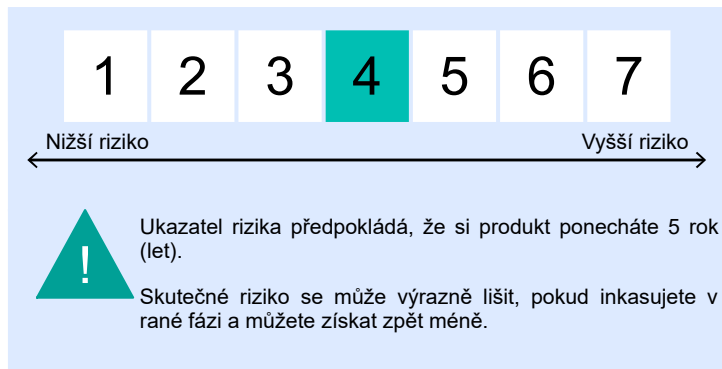 1 2 3 4 5 6 7
Nižší riziko Vyšší riziko
!
Ukazatel rizika předpokládá, že si produkt ponecháte 5 rok
(let).
Skutečné riziko se může výrazně lišit, pokud inkasujete v
rané fázi a můžete získat zpět méně.